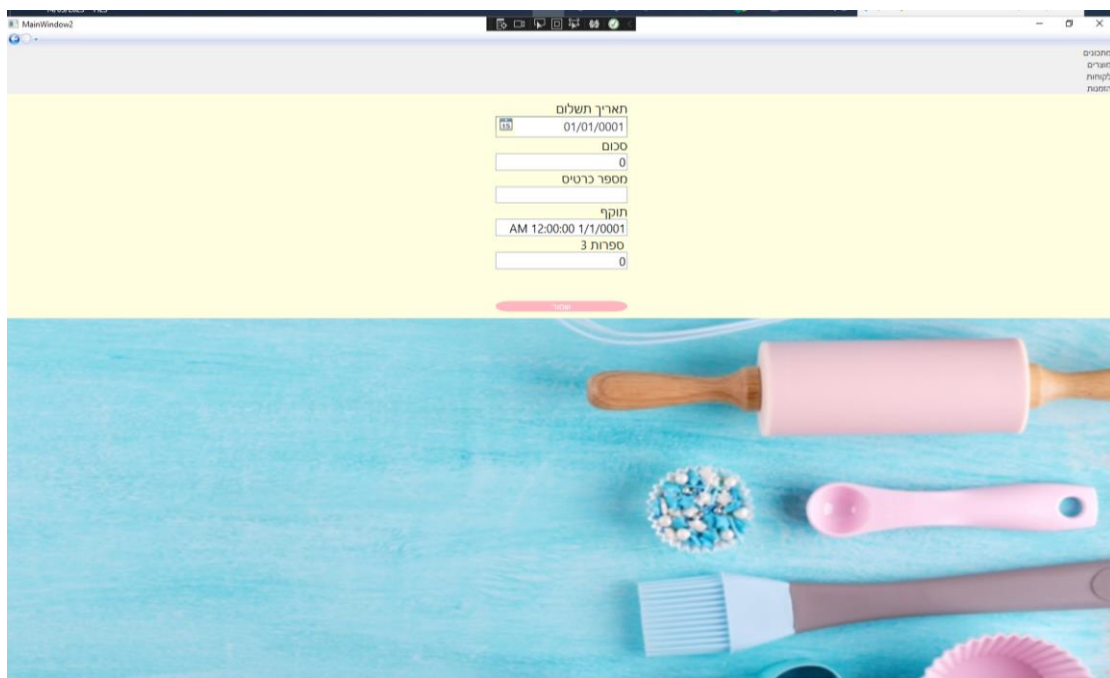 MainWindow2
מתכונים
מוצרים
לקוחות
הזמנות
תאריך תשלום
01/01/0001
סכום
0
מספר כרטיס
תוקף
AM 12:00:00 1/1/0001
3 ספרות
0
שמור